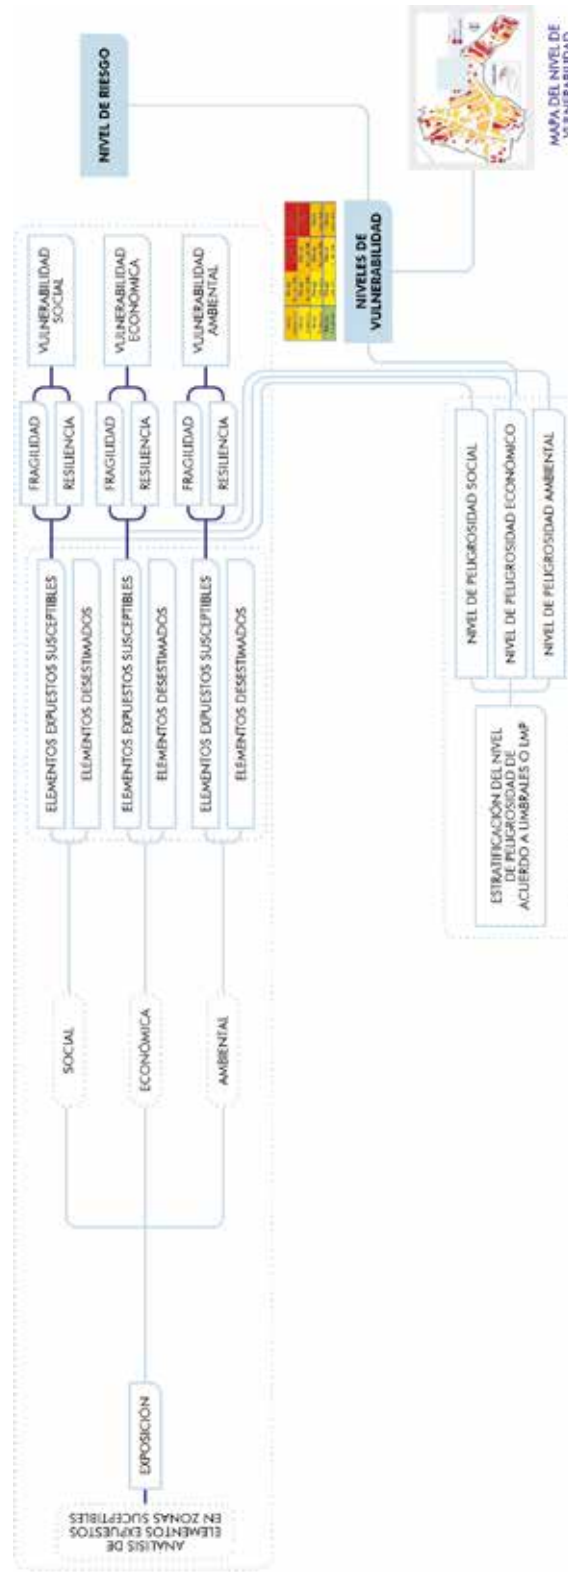 ANALISIS DE
ELEMENTOS EXPUESTOS
EN ZONAS SUCEPTIBLES
EXPOSICIÓN
SOCIAL
ECONÓMICA
AMBIENTAL
ELEMENTOS EXPUESTOS SUSCEPTIBLES
ELEMENTOS DESESTIMADOS
ELEMENTOS EXPUESTOS SUSCEPTIBLES
ELEMENTOS DESESTIMADOS
ELEMENTOS EXPUESTOS SUSCEPTIBLES
ELEMENTOS DESESTIMADOS
FRAGILIDAD
RESILIENCIA
FRAGILIDAD
RESILIENCIA
FRAGILIDAD
RESILIENCIA
VULNERABILIDAD
SOCIAL
VULNERABILIDAD
ECONÓMICA
VULNERABILIDAD
AMBIENTAL
NIVEL DE RIESGO
NIVELES DE
VULNERABILIDAD
ESTRATIFICACIÓN DEL NIVEL
DE PELIGROSIDAD DE
ACUERDO A UMBRALES O LMP
NIVEL DE PELIGROSIDAD SOCIAL
NIVEL DE PELIGROSIDAD ECONÓMICO
NIVEL DE PELIGROSIDAD AMBIENTAL
MAPA DEL NIVEL DE
VULNERABILIDAD